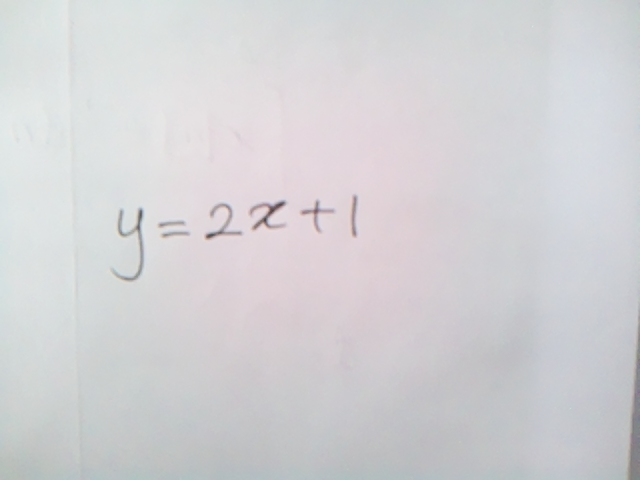 y = 2x + 1